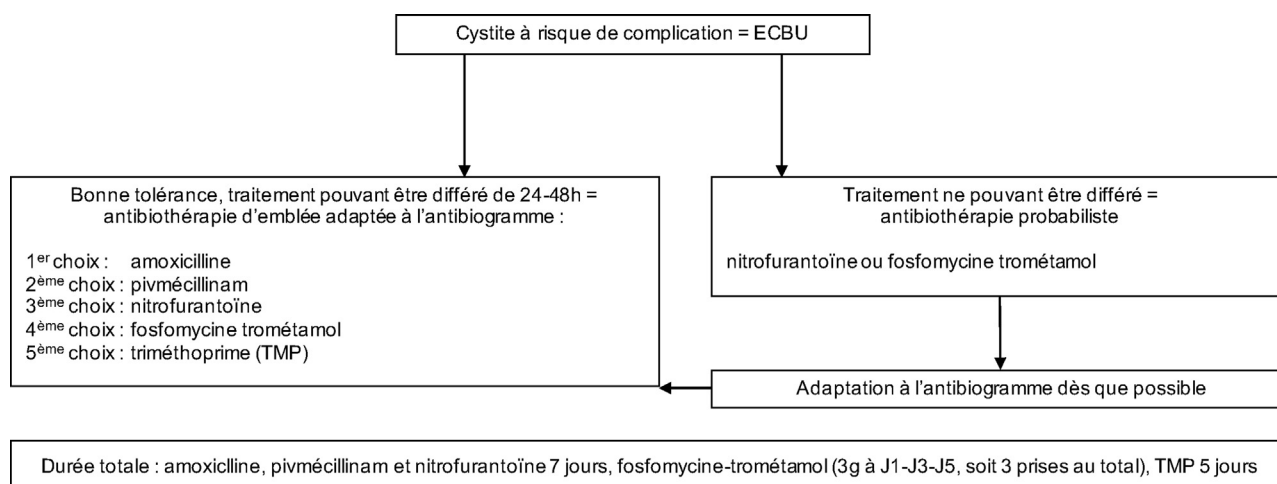 Cystite à risque de complication = ECBU
Bonne tolérance, traitement pouvant être différé de 24-48h =
antibiothérapie d'emblée adaptée à l'antibiogramme :
1er choix : amoxicilline
2ème choix : pivmécillinam
3ème choix : nitrofurantoïne
4ème choix : fosfomycine trométamol
5ème choix : triméthoprime (TMP)
Traitement ne pouvant être différé =
antibiothérapie probabiliste
nitrofurantoïne ou fosfomycine trométamol
Adaptation à l'antibiogramme dès que possible
Durée totale : amoxiclline, pivmécillinam et nitrofurantoïne 7 jours, fosfomycine-trométamol (3g à J1-J3-J5, soit 3 prises au total), TMP 5 jours